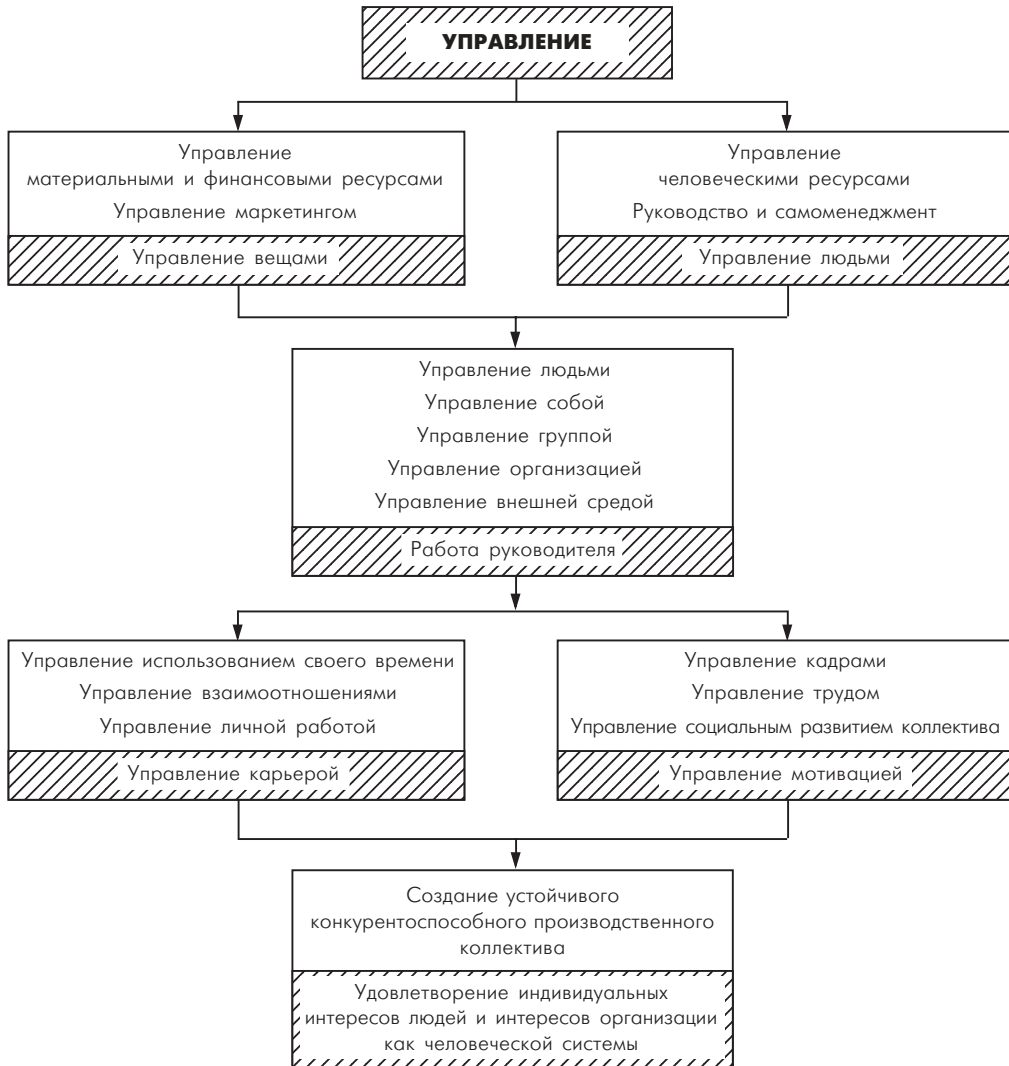 УПРАВЛЕНИЕ
Управление
материальными и финансовыми ресурсами
Управление маркетингом
Управление вещами
Управление
человеческими ресурсами
Руководство и самоменеджмент
Управление людьми
Управление людьми
Управление собой
Управление группой
Управление организацией
Управление внешней средой
Работа руководителя
Управление использованием своего времени
Управление взаимоотношениями
Управление личной работой
Управление карьерой
Управление кадрами
Управление трудом
Управление социальным развитием коллектива
Управление мотивацией
Создание устойчивого
конкурентоспособного производственного
коллектива
Удовлетворение индивидуальных
интересов людей и интересов организации
как человеческой системы